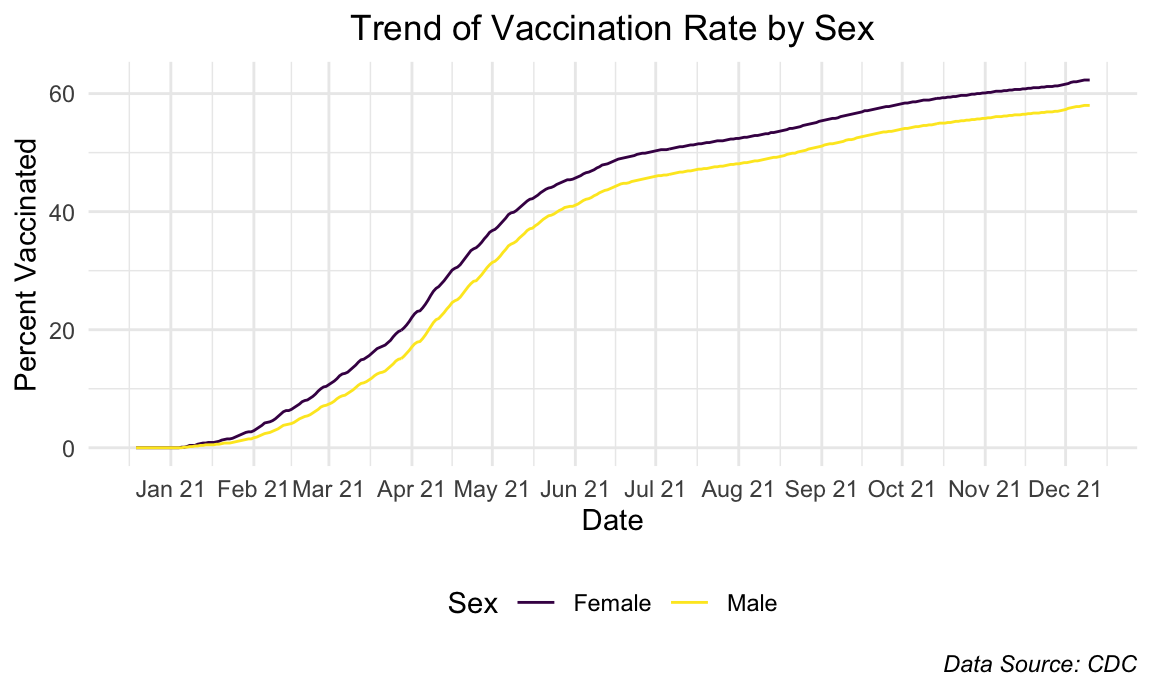 Trend of Vaccination Rate by Sex
Percent Vaccinated
60
40
20
0
Jan 21 Feb 21 Mar 21 Apr 21 May 21 Jun 21 Jul 21 Aug 21 Sep 21 Oct 21 Nov 21 Dec 21
Date
Sex Female Male
Data Source: CDC